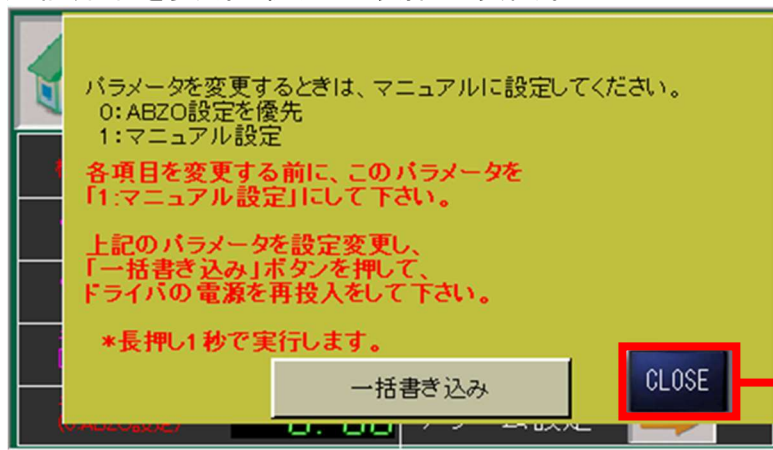 パラメータを変更するときは、マニュアルに設定してください。
0:ABZO設定を優先
1:マニュアル設定
各項目を変更する前に、このパラメータを
「1:マニュアル設定」にして下さい。
上記のパラメータを設定変更し、
「一括書き込み」ボタンを押して、
ドライバの電源を再投入をして下さい。
*長押し1秒で実行します。
一括書き込み
CLOSE